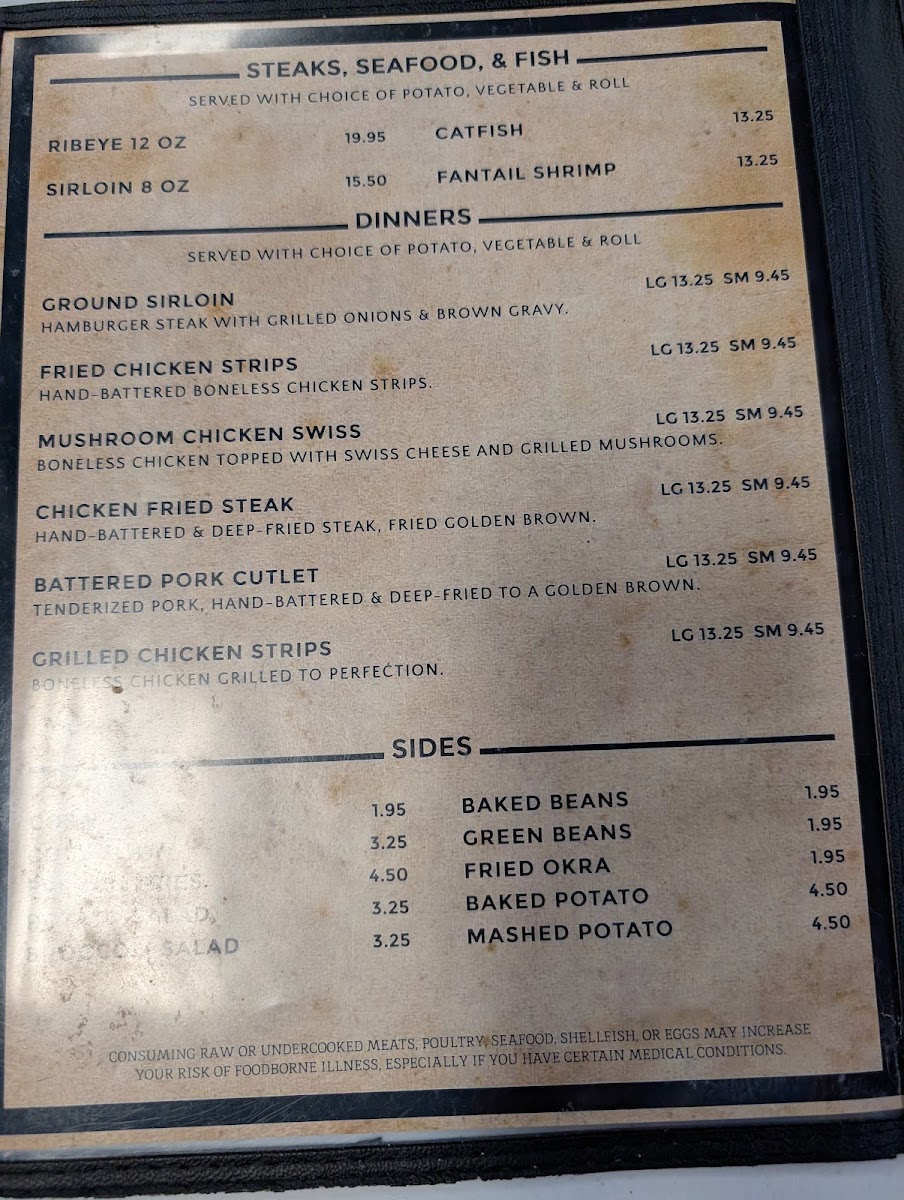 STEAKS, SEAFOOD, & FISH
SERVED WITH CHOICE OF POTATO, VEGETABLE & ROLL
RIBEYE 12 OZ 19.95 CATFISH 13.25
SIRLOIN 8 OZ 15.50 FANTAIL SHRIMP 13.25
DINNERS
SERVED WITH CHOICE OF POTATO, VEGETABLE & ROLL
GROUND SIRLOIN LG 13.25 SM 9.45
HAMBURGER STEAK WITH GRILLED ONIONS & BROWN GRAVY.
FRIED CHICKEN STRIPS LG 13.25 SM 9.45
HAND-BATTERED BONELESS CHICKEN STRIPS.
MUSHROOM CHICKEN SWISS LG 13.25 SM 9.45
BONELESS CHICKEN TOPPED WITH SWISS CHEESE AND GRILLED MUSHROOMS.
CHICKEN FRIED STEAK LG 13.25 SM 9.45
HAND-BATTERED & DEEP-FRIED STEAK, FRIED GOLDEN BROWN.
BATTERED PORK CUTLET LG 13.25 SM 9.45
TENDERIZED PORK, HAND-BATTERED & DEEP-FRIED TO A GOLDEN BROWN.
GRILLED CHICKEN STRIPS LG 13.25 SM 9.45
BONELESS CHICKEN GRILLED TO PERFECTION.
SIDES
1.95 BAKED BEANS 1.95
3.25 GREEN BEANS 1.95
4.50 FRIED OKRA 1.95
3.25 BAKED POTATO 4.50
BROCCOLI SALAD 3.25 MASHED POTATO 4.50
CONSUMING RAW OR UNDERCOOKED MEATS, POULTRY, SEAFOOD, SHELLFISH, OR EGGS MAY INCREASE
YOUR RISK OF FOODBORNE ILLNESS, ESPECIALLY IF YOU HAVE CERTAIN MEDICAL CONDITIONS.